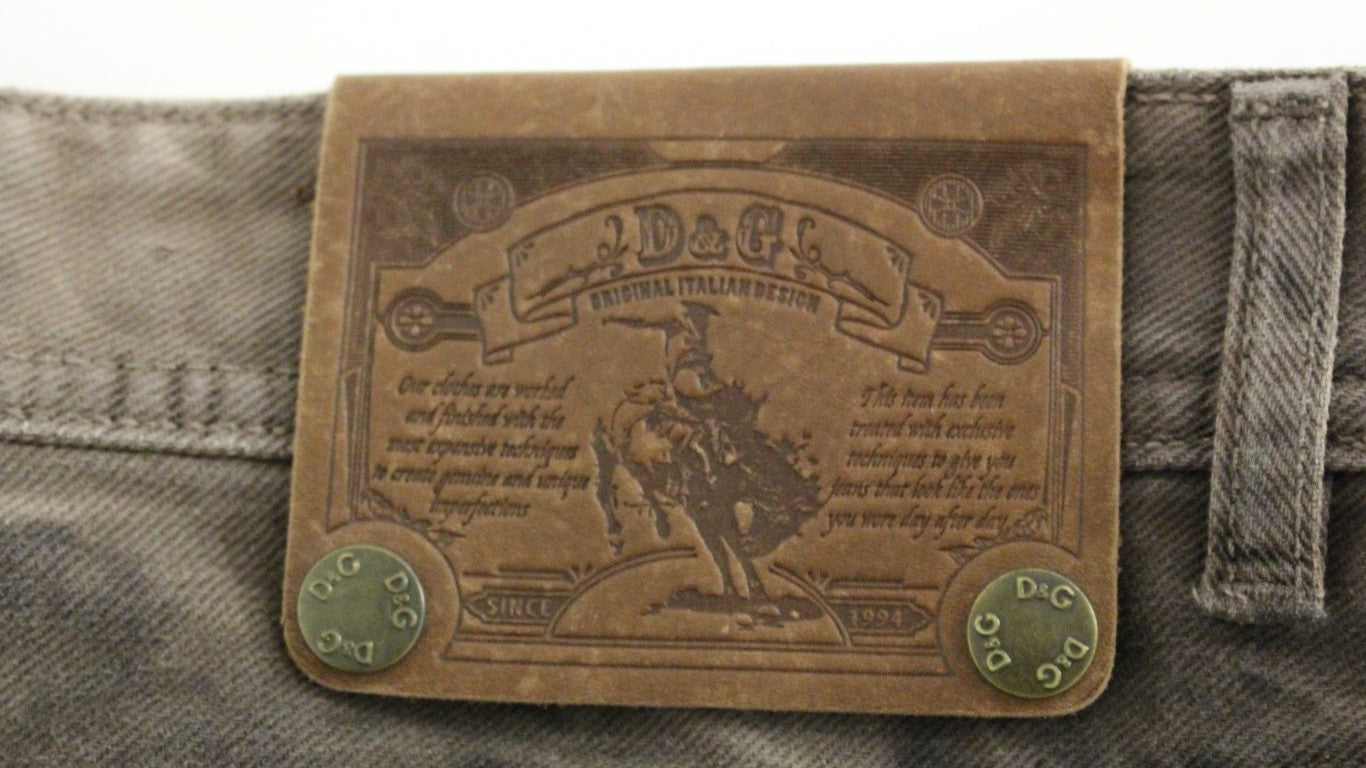 D&G
ORIGINAL ITALIAN DESIGN
Our clothes are worked
and finished with the
most expensive techniques
to create genuine and unique
imperfections
This item has been
treated with exclusive
techniques to give you
jeans that look like the ones
you wore day after day.
SINCE
1994
D&G
D&G
D&G
D&G
D&G
D&G